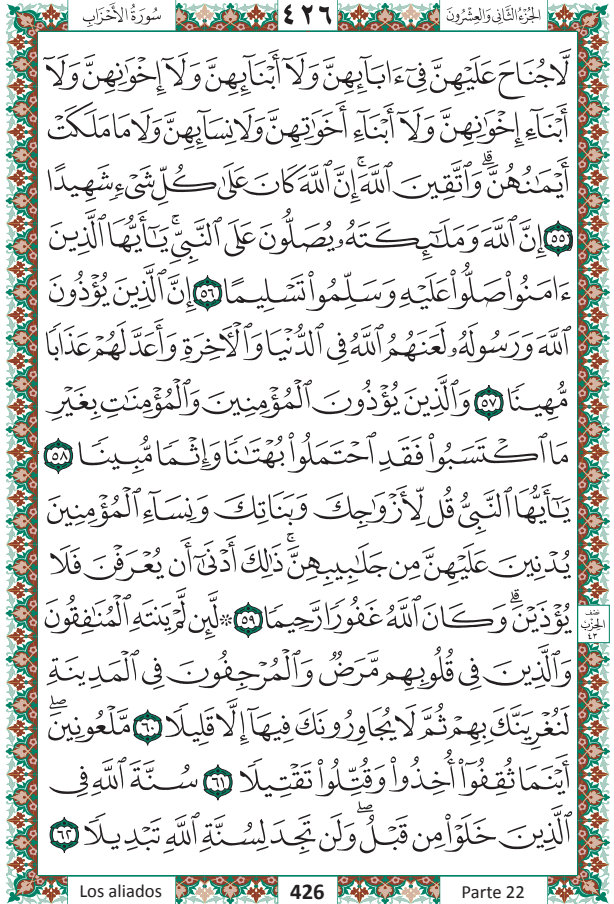 سُورَةُ الأَحْزَابِ ٤٢٦ الجُزْءُ الثَّانِي وَالعِشْرُونَ
لَّا جُنَاحَ عَلَيْهِنَّ فِىٓ ءَابَآئِهِنَّ وَلَآ أَبْنَآئِهِنَّ وَلَآ إِخْوَٰنِهِنَّ وَلَآ
أَبْنَآءِ إِخْوَٰنِهِنَّ وَلَآ أَبْنَآءِ أَخَوَٰتِهِنَّ وَلَا نِسَآئِهِنَّ وَلَا مَا مَلَكَتْ
أَيْمَٰنُهُنَّ ۗ وَٱتَّقِينَ ٱللَّهَ ۚ إِنَّ ٱللَّهَ كَانَ عَلَىٰ كُلِّ شَىْءٍ شَهِيدًا
٥٥ إِنَّ ٱللَّهَ وَمَلَٰٓئِكَتَهُۥ يُصَلُّونَ عَلَى ٱلنَّبِىِّ ۚ يَٰٓأَيُّهَا ٱلَّذِينَ
ءَامَنُوا۟ صَلُّوا۟ عَلَيْهِ وَسَلِّمُوا۟ تَسْلِيمًا ٥٦ إِنَّ ٱلَّذِينَ يُؤْذُونَ
ٱللَّهَ وَرَسُولَهُۥ لَعَنَهُمُ ٱللَّهُ فِى ٱلدُّنْيَا وَٱلْأَخِرَةِ وَأَعَدَّ لَهُمْ عَذَابًا
مُّهِينًا ٥٧ وَٱلَّذِينَ يُؤْذُونَ ٱلْمُؤْمِنِينَ وَٱلْمُؤْمِنَٰتِ بِغَيْرِ
مَا ٱكْتَسَبُوا۟ فَقَدِ ٱحْتَمَلُوا۟ بُهْتَٰنًا وَإِثْمًا مُّبِينًا ٥٨
يَٰٓأَيُّهَا ٱلنَّبِىُّ قُل لِّأَزْوَٰجِكَ وَبَنَاتِكَ وَنِسَآءِ ٱلْمُؤْمِنِينَ
يُدْنِينَ عَلَيْهِنَّ مِن جَلَٰبِيبِهِنَّ ۚ ذَٰلِكَ أَدْنَىٰٓ أَن يُعْرَفْنَ فَلَا
يُؤْذَيْنَ ۗ وَكَانَ ٱللَّهُ غَفُورًا رَّحِيمًا ٥٩ ۞ لَّئِن لَّمْ يَنتَهِ ٱلْمُنَٰفِقُونَ
نصف
الحزب
٤٣
وَٱلَّذِينَ فِى قُلُوبِهِم مَّرَضٌ وَٱلْمُرْجِفُونَ فِى ٱلْمَدِينَةِ
لَنُغْرِيَنَّكَ بِهِمْ ثُمَّ لَا يُجَاوِرُونَكَ فِيهَآ إِلَّا قَلِيلًا ٦٠ مَّلْعُونِينَ ۖ
أَيْنَمَا ثُقِفُوٓا۟ أُخِذُوا۟ وَقُتِّلُوا۟ تَقْتِيلًا ٦١ سُنَّةَ ٱللَّهِ فِى
ٱلَّذِينَ خَلَوْا۟ مِن قَبْلُ ۖ وَلَن تَجِدَ لِسُنَّةِ ٱللَّهِ تَبْدِيلًا ٦٢
Los aliados 426 Parte 22